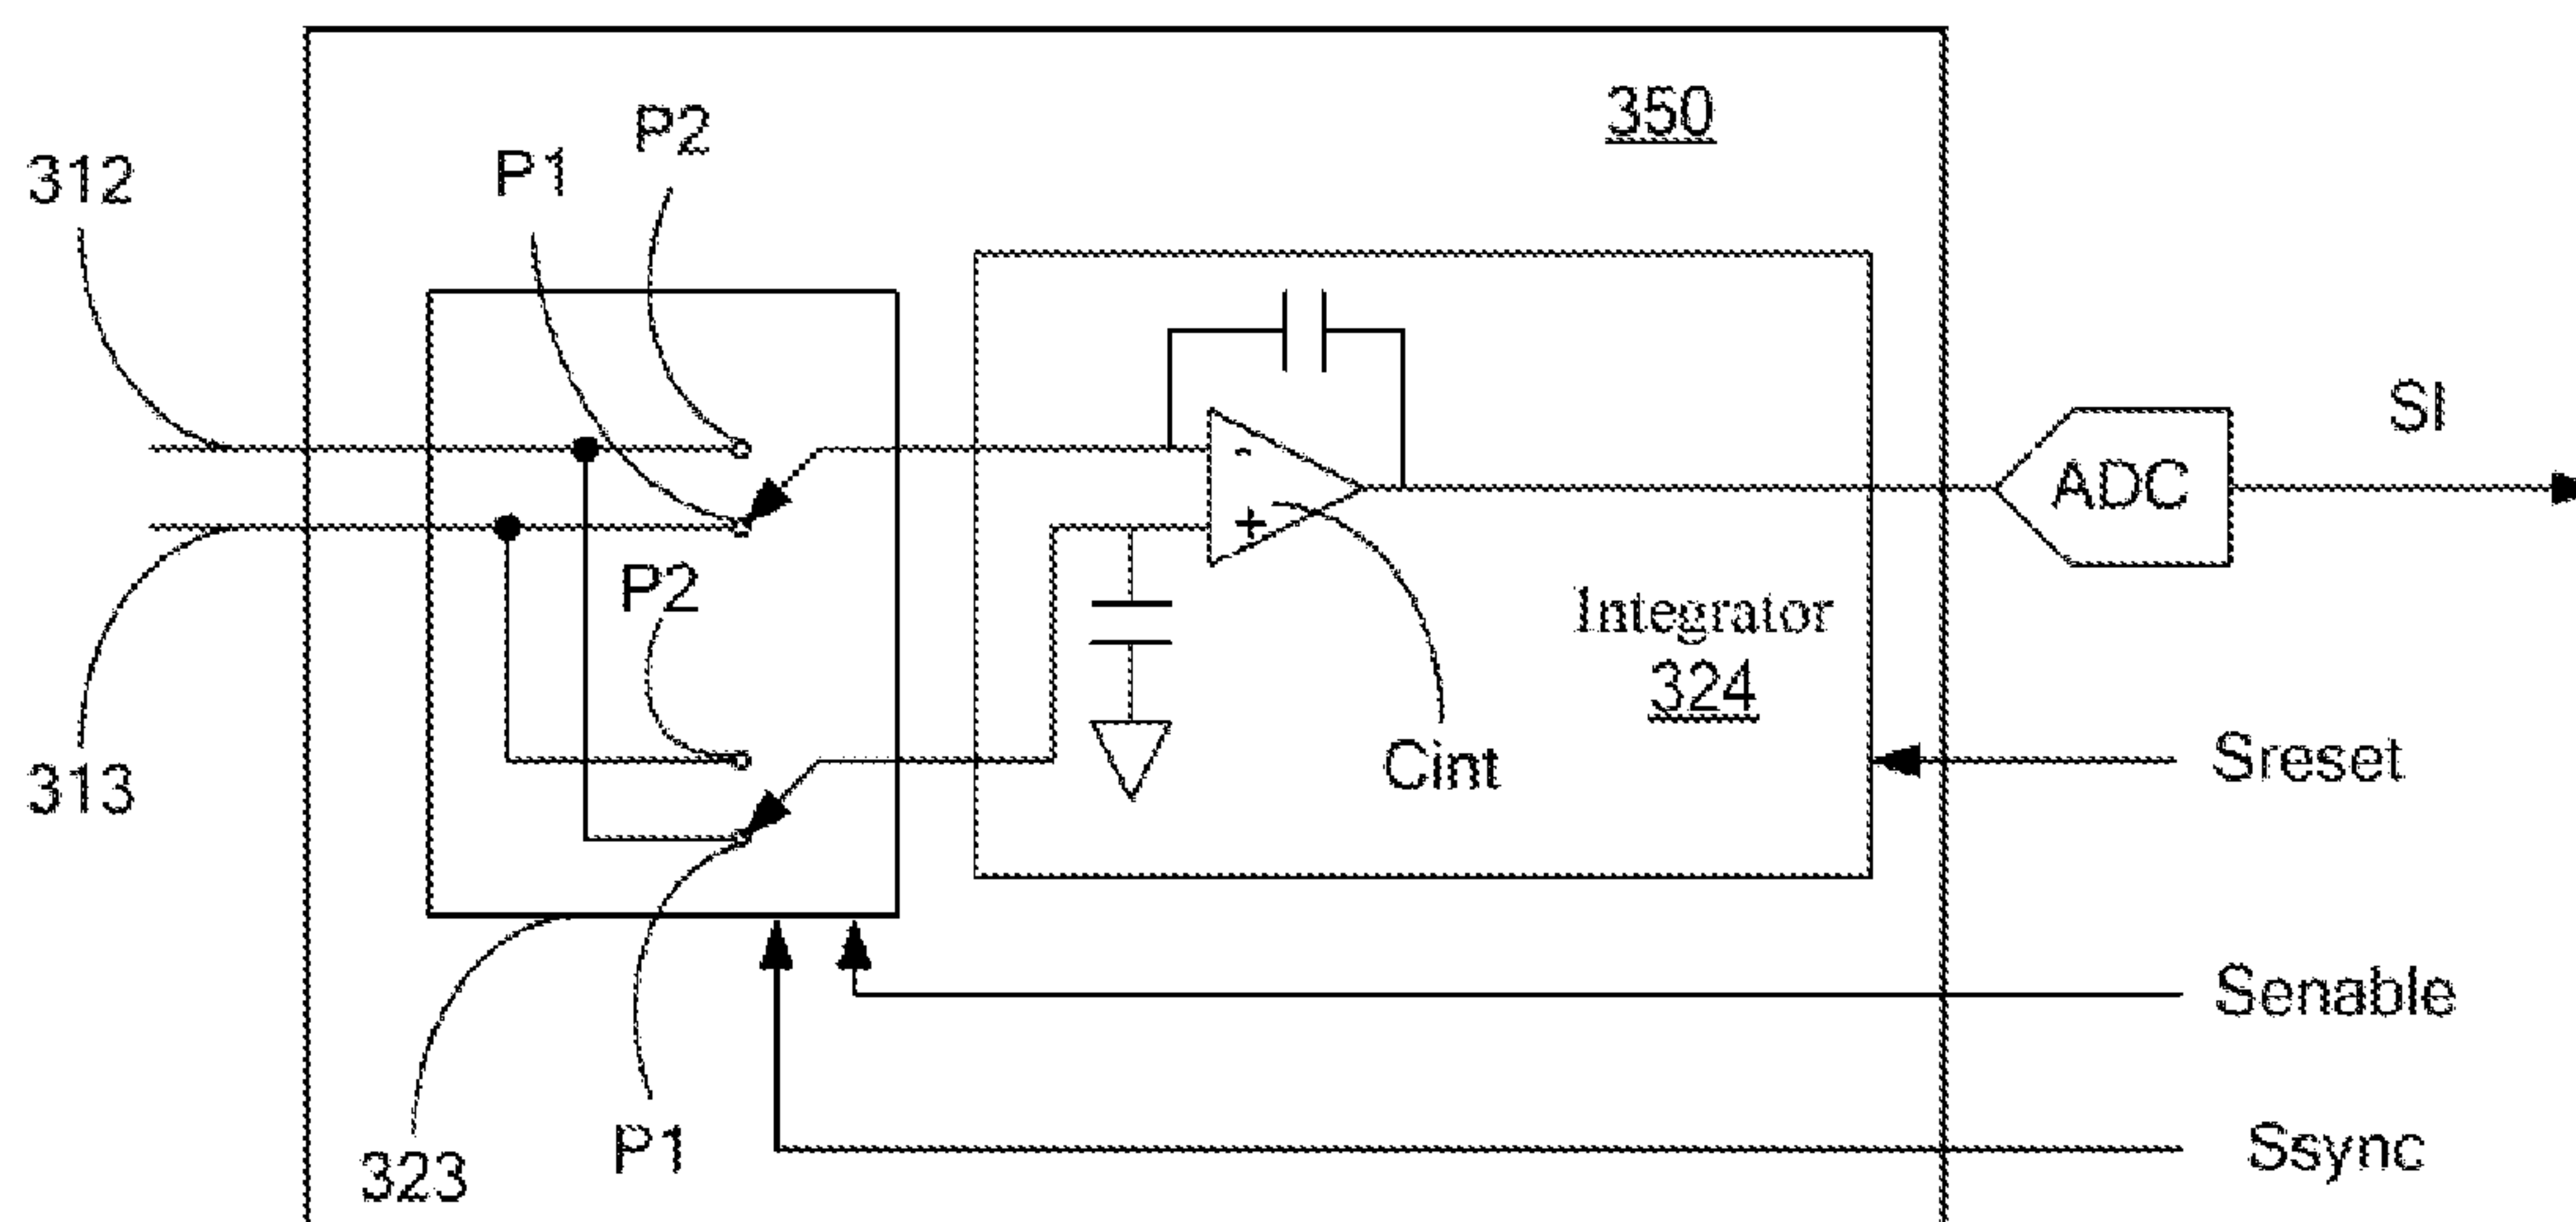 350
P2
P1
312
SI
ADC
-
+
P2
Integrator
324
313
Cint
Sreset
Senable
P1
Ssync
323